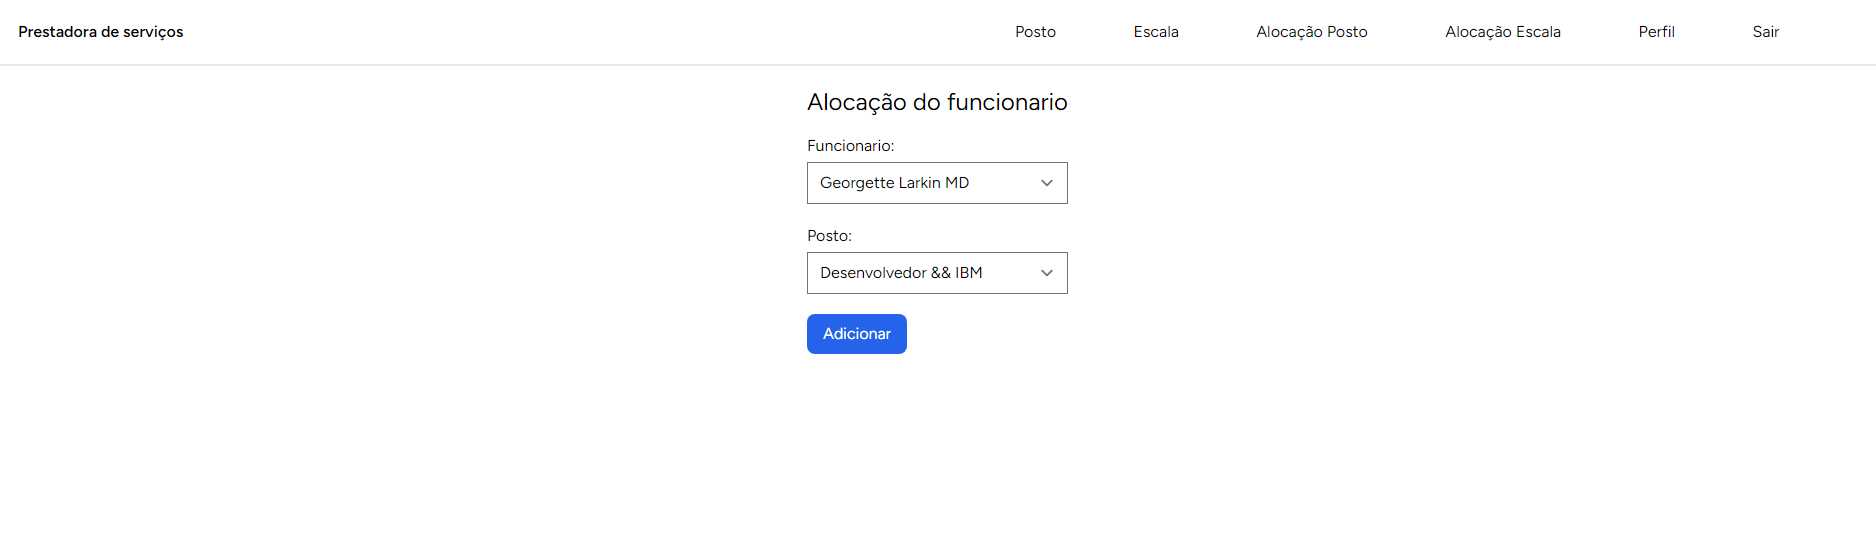 Prestadora de serviços
Posto Escala Alocação Posto Alocação Escala Perfil Sair
Alocação do funcionario
Funcionario:
Georgette Larkin MD
Posto:
Desenvolvedor && IBM
Adicionar